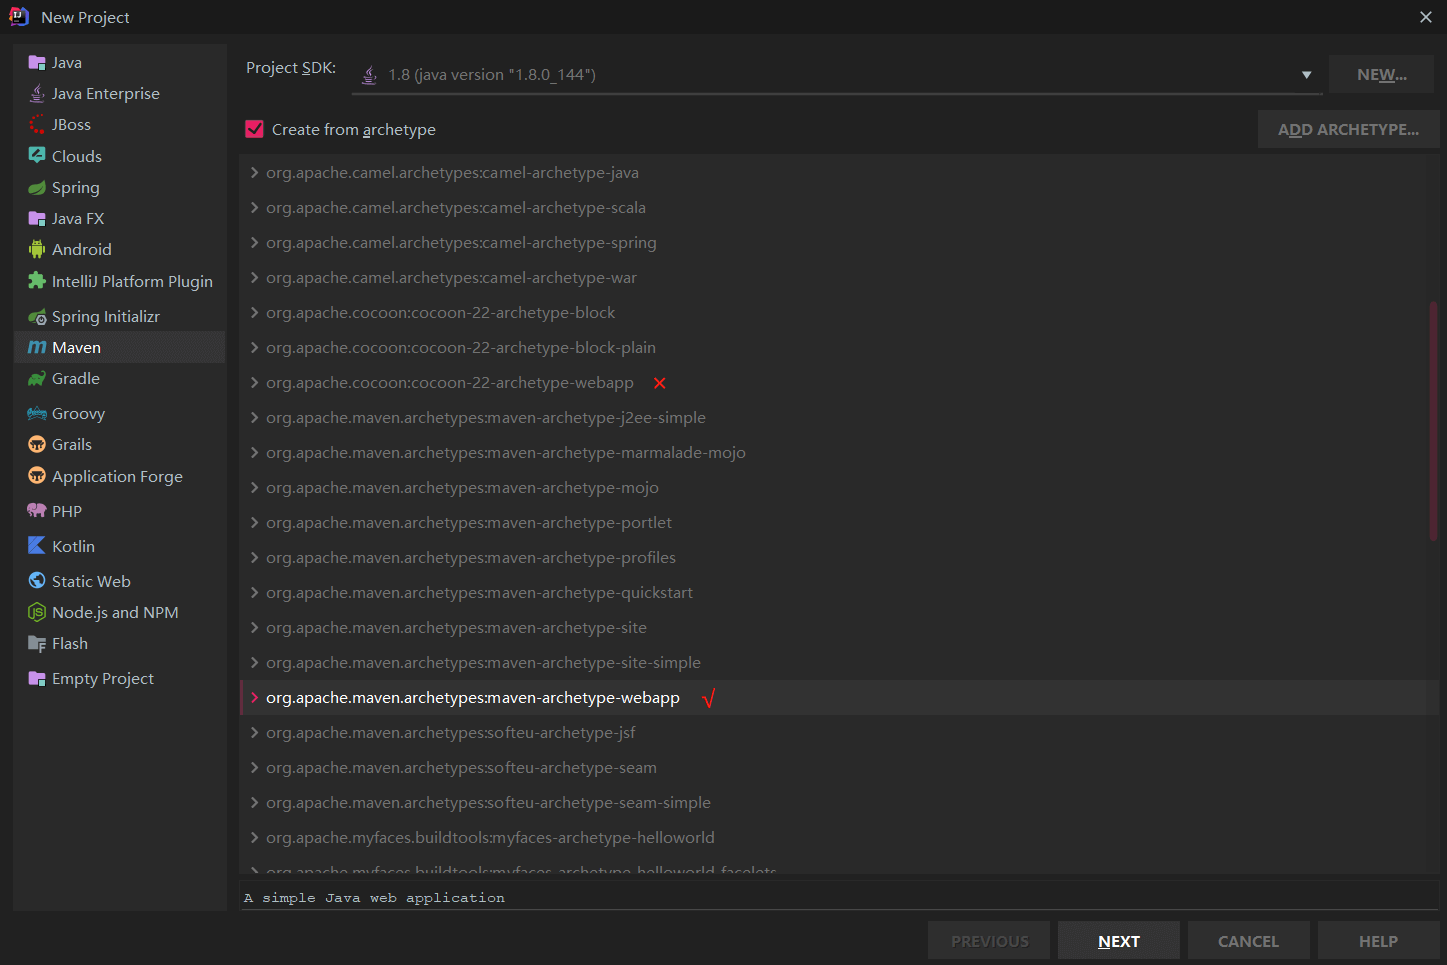 New Project
Java
Java Enterprise
JBoss
Clouds
Spring
Java FX
Android
IntelliJ Platform Plugin
Spring Initializr
Maven
Gradle
Groovy
Grails
Application Forge
PHP
Kotlin
Static Web
Node.js and NPM
Flash
Empty Project
Project SDK: 1.8 (java version "1.8.0_144") NEW...
Create from archetype ADD ARCHETYPE...
org.apache.camel.archetypes:camel-archetype-java
org.apache.camel.archetypes:camel-archetype-scala
org.apache.camel.archetypes:camel-archetype-spring
org.apache.camel.archetypes:camel-archetype-war
org.apache.cocoon:cocoon-22-archetype-block
org.apache.cocoon:cocoon-22-archetype-block-plain
org.apache.cocoon:cocoon-22-archetype-webapp ×
org.apache.maven.archetypes:maven-archetype-j2ee-simple
org.apache.maven.archetypes:maven-archetype-marmalade-mojo
org.apache.maven.archetypes:maven-archetype-mojo
org.apache.maven.archetypes:maven-archetype-portlet
org.apache.maven.archetypes:maven-archetype-profiles
org.apache.maven.archetypes:maven-archetype-quickstart
org.apache.maven.archetypes:maven-archetype-site
org.apache.maven.archetypes:maven-archetype-site-simple
org.apache.maven.archetypes:maven-archetype-webapp √
org.apache.maven.archetypes:softeu-archetype-jsf
org.apache.maven.archetypes:softeu-archetype-seam
org.apache.maven.archetypes:softeu-archetype-seam-simple
org.apache.myfaces.buildtools:myfaces-archetype-helloworld
org.apache.myfaces.buildtools:myfaces-archetype-helloworld-facelets
A simple Java web application
PREVIOUS NEXT CANCEL HELP